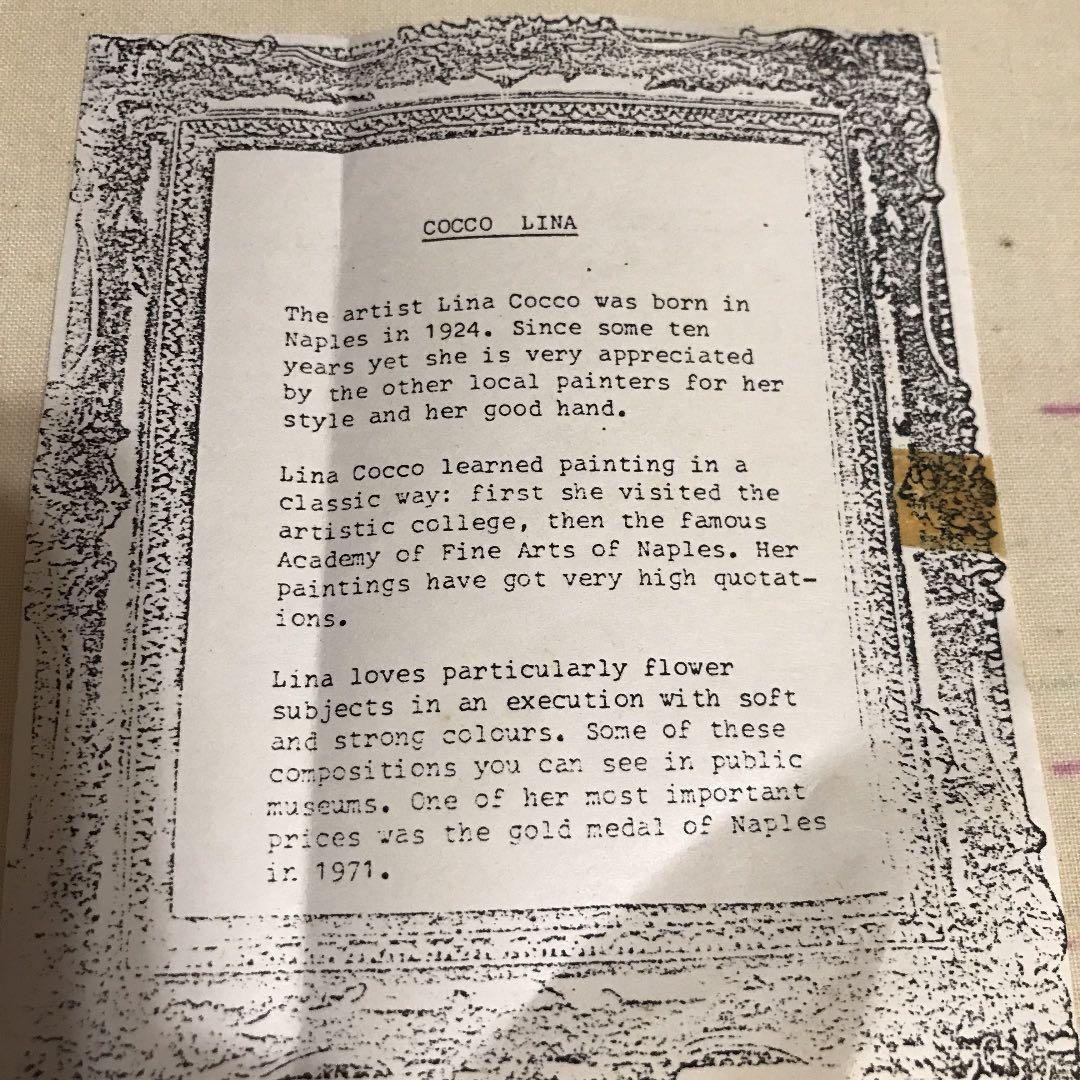 COCCO LINA
The artist Lina Cocco was born in
Naples in 1924. Since some ten
years yet she is very appreciated
by the other local painters for her
style and her good hand.
Lina Cocco learned painting in a
classic way: first she visited the
artistic college, then the famous
Academy of Fine Arts of Naples. Her
paintings have got very high quotat-
ions.
Lina loves particularly flower
subjects in an execution with soft
and strong colours. Some of these
compositions you can see in public
museums. One of her most important
prices was the gold medal of Naples
in 1971.